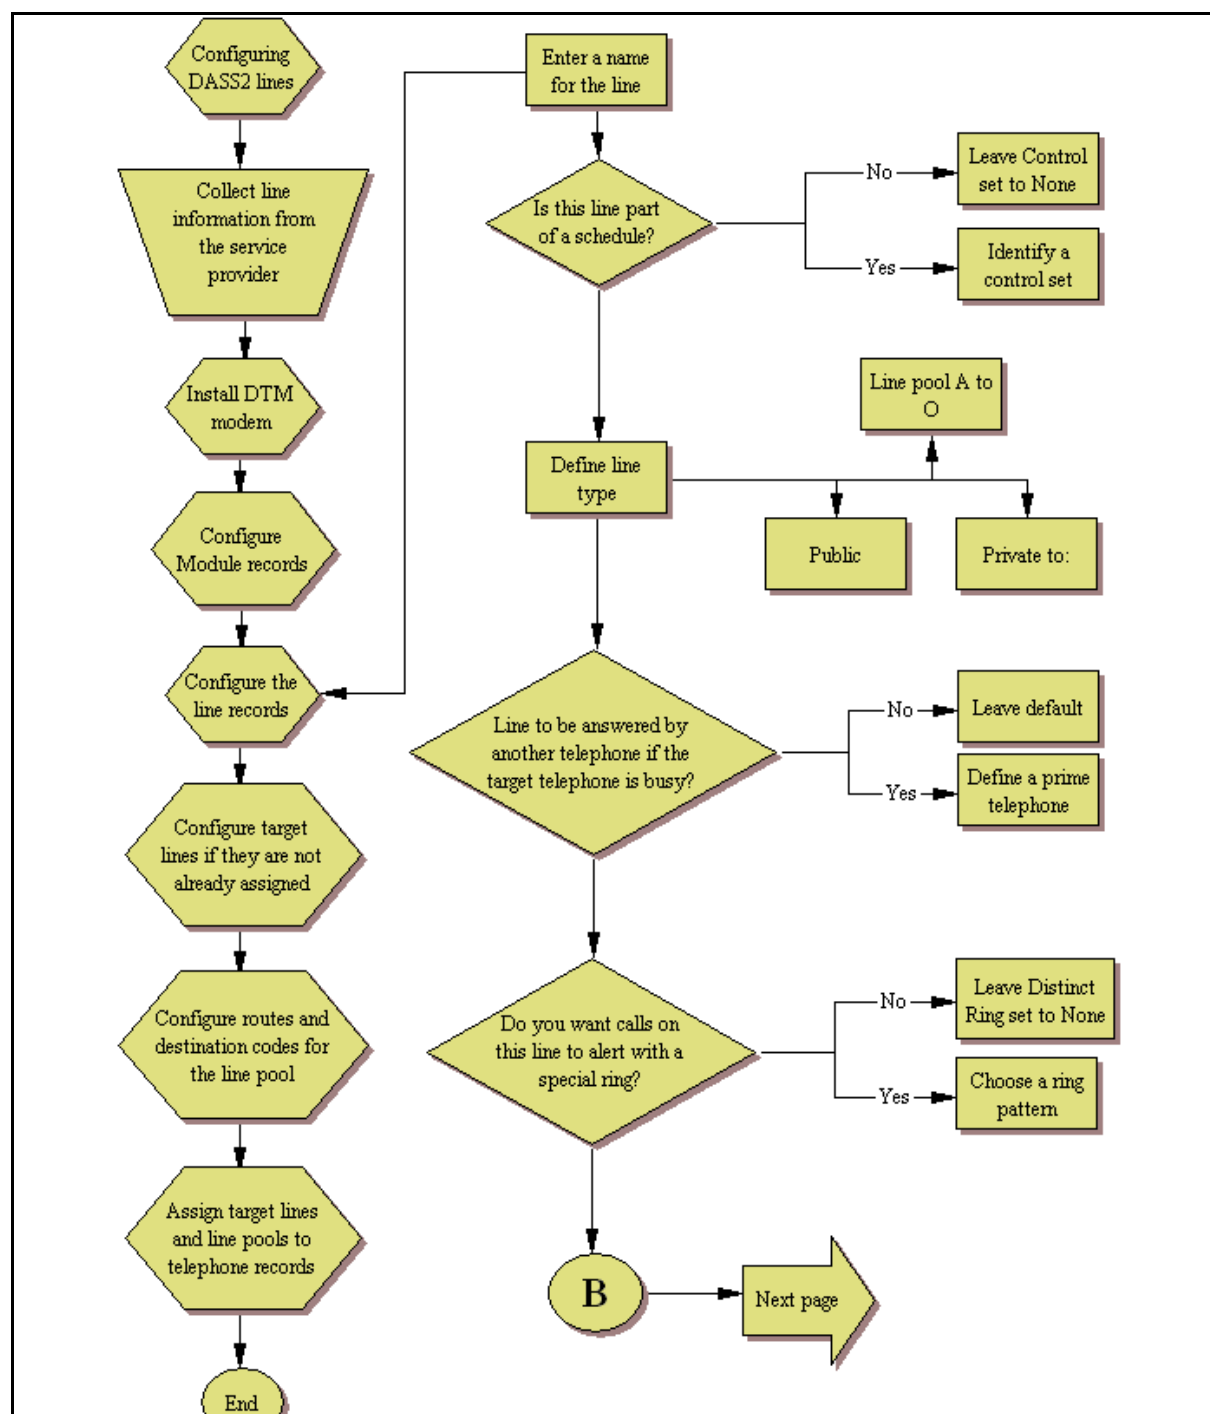 Configuring
DASS2 lines
Collect line
information from
the service
provider
Install DTM
modem
Configure
Module records
Configure the
line records
Configure target
lines if they are not
already assigned
Configure routes and
destination codes for
the line pool
Assign target lines
and line pools to
telephone records
End
Enter a name
for the line
Is this line part
of a schedule?
No
Leave Control
set to None
Yes
Identify a
control set
Define line
type
Line pool A to
O
Public
Private to:
Line to be answered by
another telephone if the
target telephone is busy?
No
Leave default
Yes
Define a prime
telephone
Do you want calls on
this line to alert with a
special ring?
No
Leave Distinct
Ring set to None
Yes
Choose a ring
pattern
B
Next page